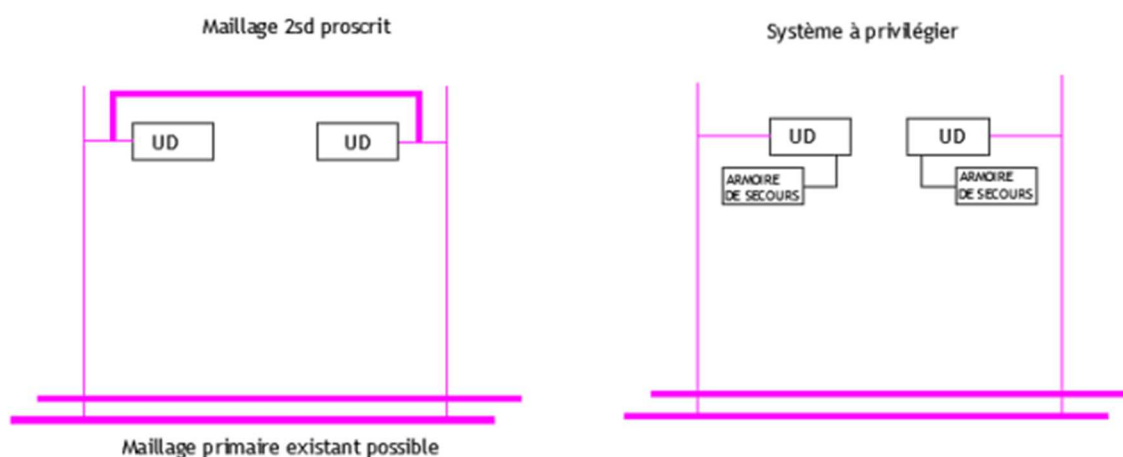 Maillage 2sd proscrit
Système à privilégier
UD
UD
UD
UD
ARMOIRE
DE SECOURS
ARMOIRE
DE SECOURS
Maillage primaire existant possible